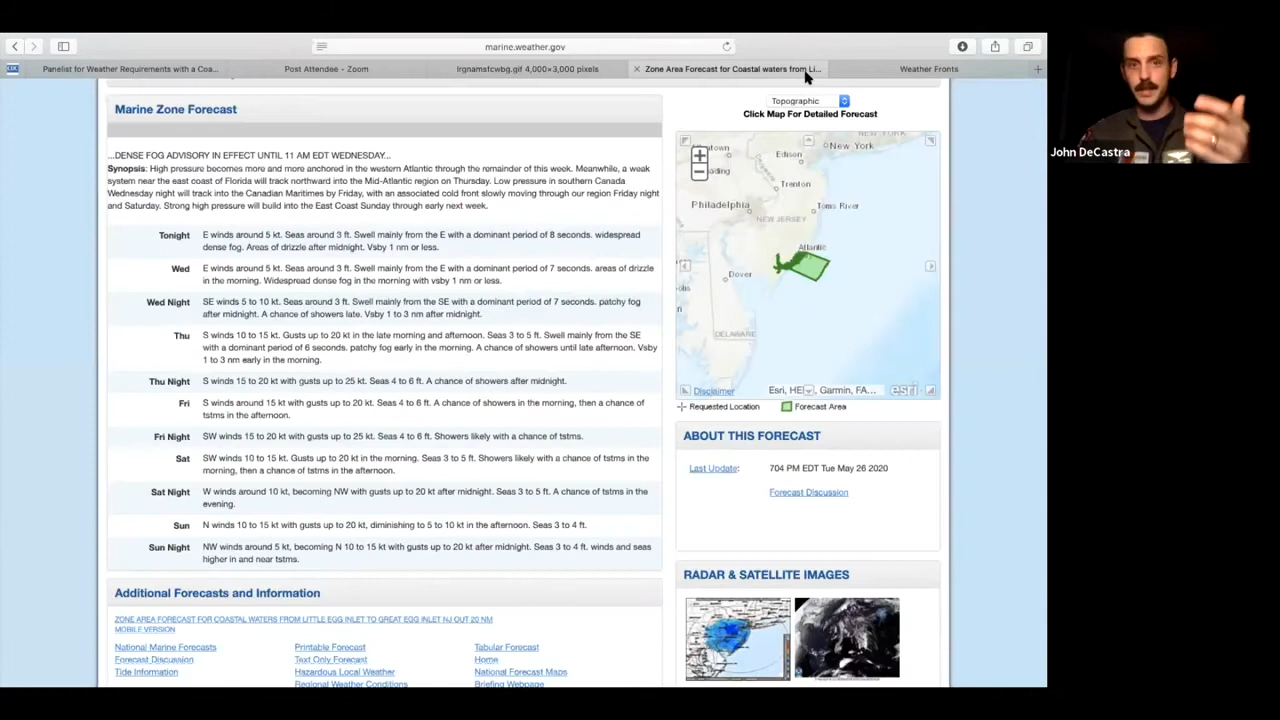 marine.weather.gov
Panelist for Weather Requirements with a Coa...
Post Attendee - Zoom
lrgnamsfcwbg.gif 4,000×3,000 pixels
Zone Area Forecast for Coastal waters from Li...
Weather Fronts
Marine Zone Forecast
...DENSE FOG ADVISORY IN EFFECT UNTIL 11 AM EDT WEDNESDAY...
Synopsis: High pressure becomes more and more anchored in the western Atlantic through the remainder of this week. Meanwhile, a weak
system near the east coast of Florida will track northward into the Mid-Atlantic region on Thursday. Low pressure in southern Canada
Wednesday night will track into the Canadian Maritimes by Friday, with an associated cold front slowly moving through our region Friday night
and Saturday. Strong high pressure will build into the East Coast Sunday through early next week.
Tonight
E winds around 5 kt. Seas around 3 ft. Swell mainly from the E with a dominant period of 8 seconds. widespread
dense fog. Areas of drizzle after midnight. Vsby 1 nm or less.
Wed
E winds around 5 kt. Seas around 3 ft. Swell mainly from the E with a dominant period of 7 seconds. areas of drizzle
in the morning. Widespread dense fog in the morning with vsby 1 nm or less.
Wed Night
SE winds 5 to 10 kt. Seas around 3 ft. Swell mainly from the SE with a dominant period of 7 seconds. patchy fog
after midnight. A chance of showers late. Vsby 1 to 3 nm after midnight.
Thu
S winds 10 to 15 kt. Gusts up to 20 kt in the late morning and afternoon. Seas 3 to 5 ft. Swell mainly from the SE
with a dominant period of 6 seconds. patchy fog early in the morning. A chance of showers until late afternoon. Vsby
1 to 3 nm early in the morning.
Thu Night
S winds 15 to 20 kt with gusts up to 25 kt. Seas 4 to 6 ft. A chance of showers after midnight.
Fri
S winds around 15 kt with gusts up to 20 kt. Seas 4 to 6 ft. A chance of showers in the morning, then a chance of
tstms in the afternoon.
Fri Night
SW winds 15 to 20 kt with gusts up to 25 kt. Seas 4 to 6 ft. Showers likely with a chance of tstms.
Sat
SW winds 10 to 15 kt. Gusts up to 20 kt in the morning. Seas 3 to 5 ft. Showers likely with a chance of tstms in the
morning, then a chance of tstms in the afternoon.
Sat Night
W winds around 10 kt, becoming NW with gusts up to 20 kt after midnight. Seas 3 to 5 ft. A chance of tstms in the
evening.
Sun
N winds 10 to 15 kt with gusts up to 20 kt, diminishing to 5 to 10 kt in the afternoon. Seas 3 to 4 ft.
Sun Night
NW winds around 5 kt, becoming N 10 to 15 kt with gusts up to 20 kt after midnight. Seas 3 to 4 ft. winds and seas
higher in and near tstms.
Additional Forecasts and Information
ZONE AREA FORECAST FOR COASTAL WATERS FROM LITTLE EGG INLET TO GREAT EGG INLET NJ OUT 20 NM
MOBILE VERSION
National Marine Forecasts
Printable Forecast
Tabular Forecast
Forecast Discussion
Text Only Forecast
Home
Tide Information
Hazardous Local Weather
National Forecast Maps
Regional Weather Conditions
Briefing Webpage
Topographic
Click Map For Detailed Forecast
NEW YORK
town
Edison
New York
ading
Trenton
Philadelphia
Toms River
NEW JERSEY
Atlantic
Dover
DELAWARE
Disclaimer
Esri, HE
, Garmin, FA...
esri
Requested Location
Forecast Area
ABOUT THIS FORECAST
Last Update:
704 PM EDT Tue May 26 2020
Forecast Discussion
RADAR & SATELLITE IMAGES
John DeCastra